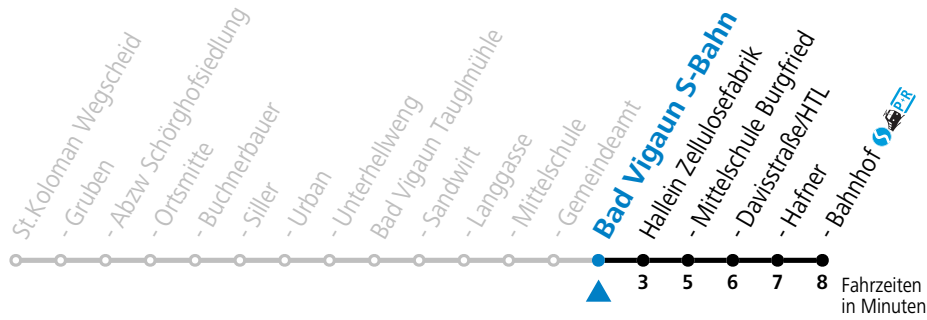 St.Koloman Wegscheid
- Gruben
- Abzw Schörghofsiedlung
- Ortsmitte
- Buchnerbauer
- Siller
- Urban
- Unterhellweng
Bad Vigaun Tauglmühle
- Sandwirt
- Langgasse
- Mittelschule
- Gemeindeamt
Bad Vigaun S-Bahn
Hallein Zellulosefabrik
- Mittelschule Burgfried
- Davisstraße/HTL
- Hafner
- Bahnhof S P+R
3 5 6 7 8 Fahrzeiten
in Minuten